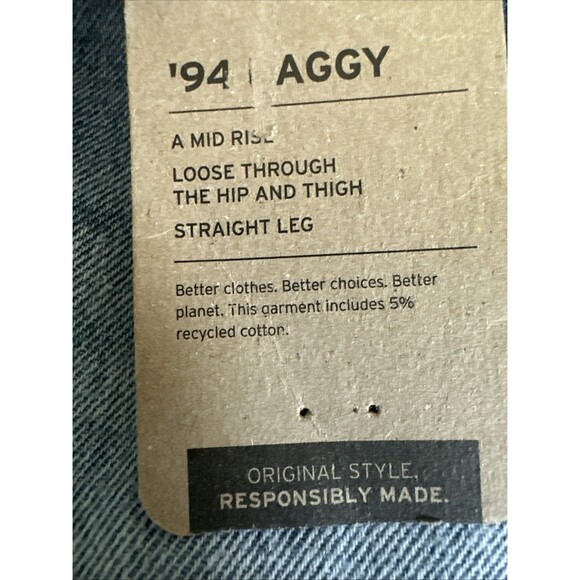 '94 BAGGY
A MID RISE
LOOSE THROUGH
THE HIP AND THIGH
STRAIGHT LEG
Better clothes. Better choices. Better
planet. This garment includes 5%
recycled cotton.
ORIGINAL STYLE.
RESPONSIBLY MADE.